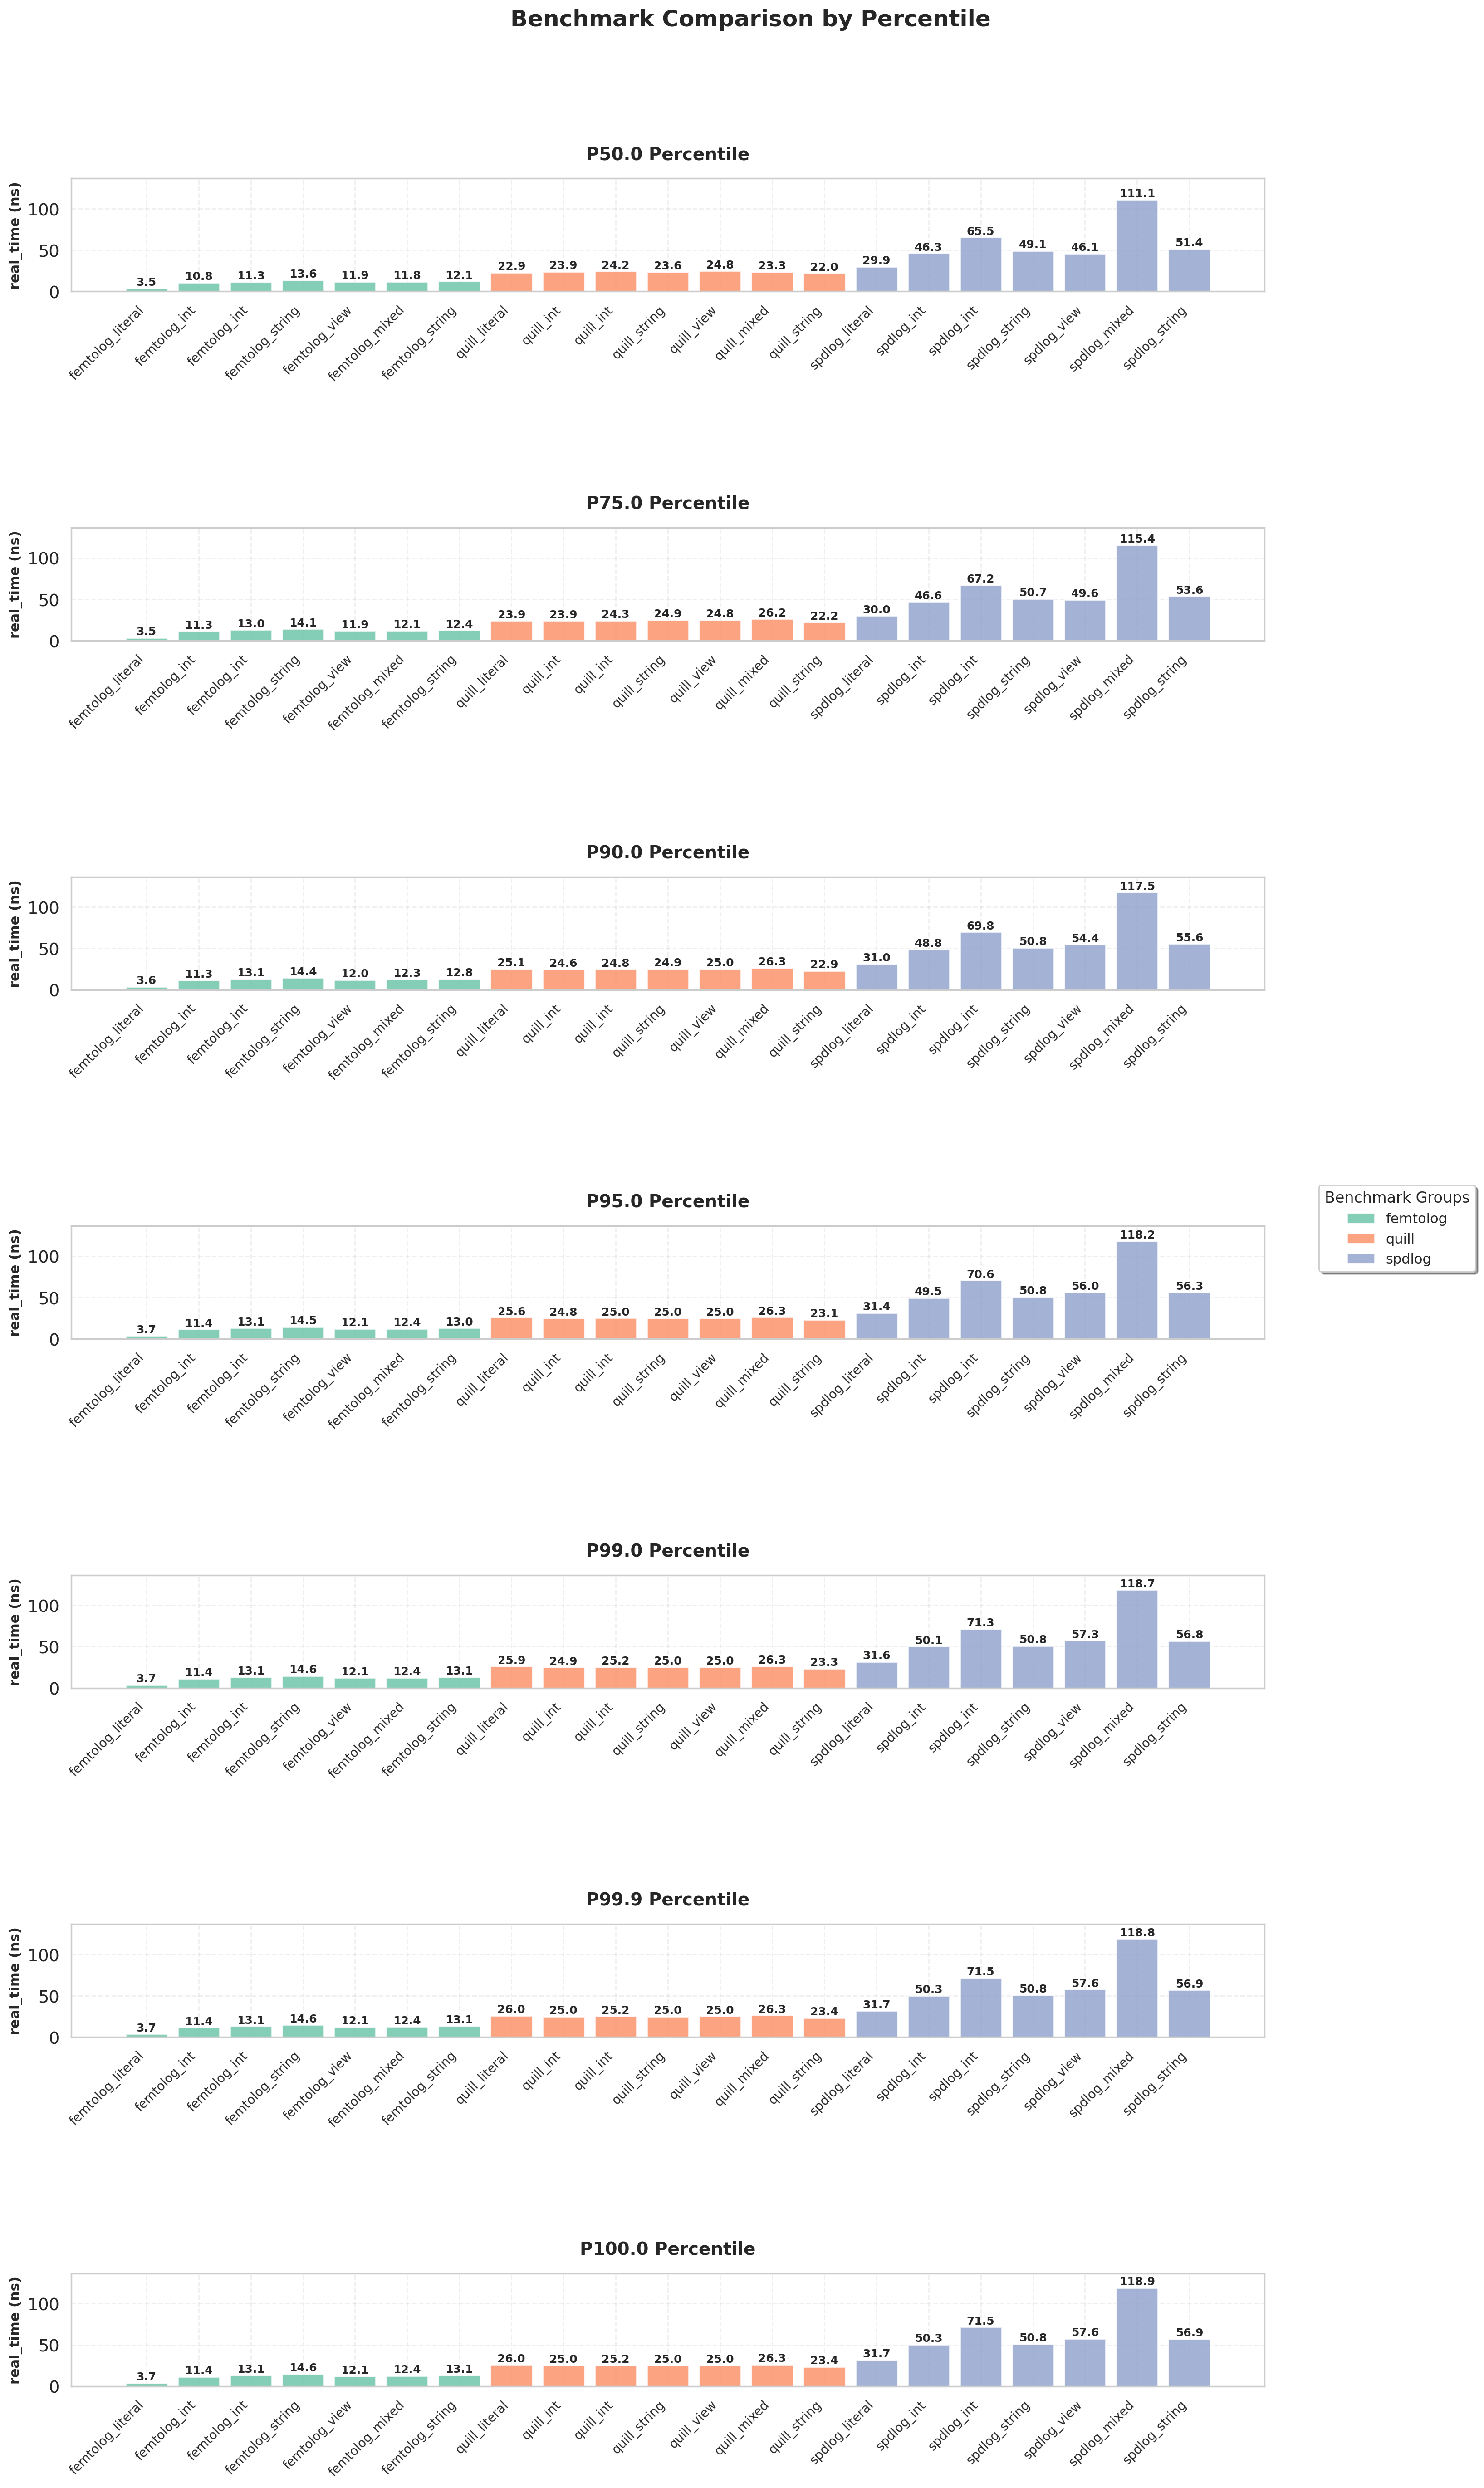 Benchmark Comparison by Percentile
P50.0 Percentile
real_time (ns)
100
50
0
3.5 10.8 11.3 13.6 11.9 11.8 12.1 22.9 23.9 24.2 23.6 24.8 23.3 22.0 29.9 46.3 65.5 49.1 46.1 111.1 51.4
femtolog_literal femtolog_int femtolog_int femtolog_string femtolog_view femtolog_mixed femtolog_string quill_literal quill_int quill_int quill_string quill_view quill_mixed quill_string spdlog_literal spdlog_int spdlog_int spdlog_string spdlog_view spdlog_mixed spdlog_string
P75.0 Percentile
real_time (ns)
100
50
0
3.5 11.3 13.0 14.1 11.9 12.1 12.4 23.9 23.9 24.3 24.9 24.8 26.2 22.2 30.0 46.6 67.2 50.7 49.6 115.4 53.6
femtolog_literal femtolog_int femtolog_int femtolog_string femtolog_view femtolog_mixed femtolog_string quill_literal quill_int quill_int quill_string quill_view quill_mixed quill_string spdlog_literal spdlog_int spdlog_int spdlog_string spdlog_view spdlog_mixed spdlog_string
P90.0 Percentile
real_time (ns)
100
50
0
3.6 11.3 13.1 14.4 12.0 12.3 12.8 25.1 24.6 24.8 24.9 25.0 26.3 22.9 31.0 48.8 69.8 50.8 54.4 117.5 55.6
femtolog_literal femtolog_int femtolog_int femtolog_string femtolog_view femtolog_mixed femtolog_string quill_literal quill_int quill_int quill_string quill_view quill_mixed quill_string spdlog_literal spdlog_int spdlog_int spdlog_string spdlog_view spdlog_mixed spdlog_string
P95.0 Percentile
real_time (ns)
100
50
0
3.7 11.4 13.1 14.5 12.1 12.4 13.0 25.6 24.8 25.0 25.0 25.0 26.3 23.1 31.4 49.5 70.6 50.8 56.0 118.2 56.3
femtolog_literal femtolog_int femtolog_int femtolog_string femtolog_view femtolog_mixed femtolog_string quill_literal quill_int quill_int quill_string quill_view quill_mixed quill_string spdlog_literal spdlog_int spdlog_int spdlog_string spdlog_view spdlog_mixed spdlog_string
Benchmark Groups
femtolog
quill
spdlog
P99.0 Percentile
real_time (ns)
100
50
0
3.7 11.4 13.1 14.6 12.1 12.4 13.1 25.9 24.9 25.2 25.0 25.0 26.3 23.3 31.6 50.1 71.3 50.8 57.3 118.7 56.8
femtolog_literal femtolog_int femtolog_int femtolog_string femtolog_view femtolog_mixed femtolog_string quill_literal quill_int quill_int quill_string quill_view quill_mixed quill_string spdlog_literal spdlog_int spdlog_int spdlog_string spdlog_view spdlog_mixed spdlog_string
P99.9 Percentile
real_time (ns)
100
50
0
3.7 11.4 13.1 14.6 12.1 12.4 13.1 26.0 25.0 25.2 25.0 25.0 26.3 23.4 31.7 50.3 71.5 50.8 57.6 118.8 56.9
femtolog_literal femtolog_int femtolog_int femtolog_string femtolog_view femtolog_mixed femtolog_string quill_literal quill_int quill_int quill_string quill_view quill_mixed quill_string spdlog_literal spdlog_int spdlog_int spdlog_string spdlog_view spdlog_mixed spdlog_string
P100.0 Percentile
real_time (ns)
100
50
0
3.7 11.4 13.1 14.6 12.1 12.4 13.1 26.0 25.0 25.2 25.0 25.0 26.3 23.4 31.7 50.3 71.5 50.8 57.6 118.9 56.9
femtolog_literal femtolog_int femtolog_int femtolog_string femtolog_view femtolog_mixed femtolog_string quill_literal quill_int quill_int quill_string quill_view quill_mixed quill_string spdlog_literal spdlog_int spdlog_int spdlog_string spdlog_view spdlog_mixed spdlog_string